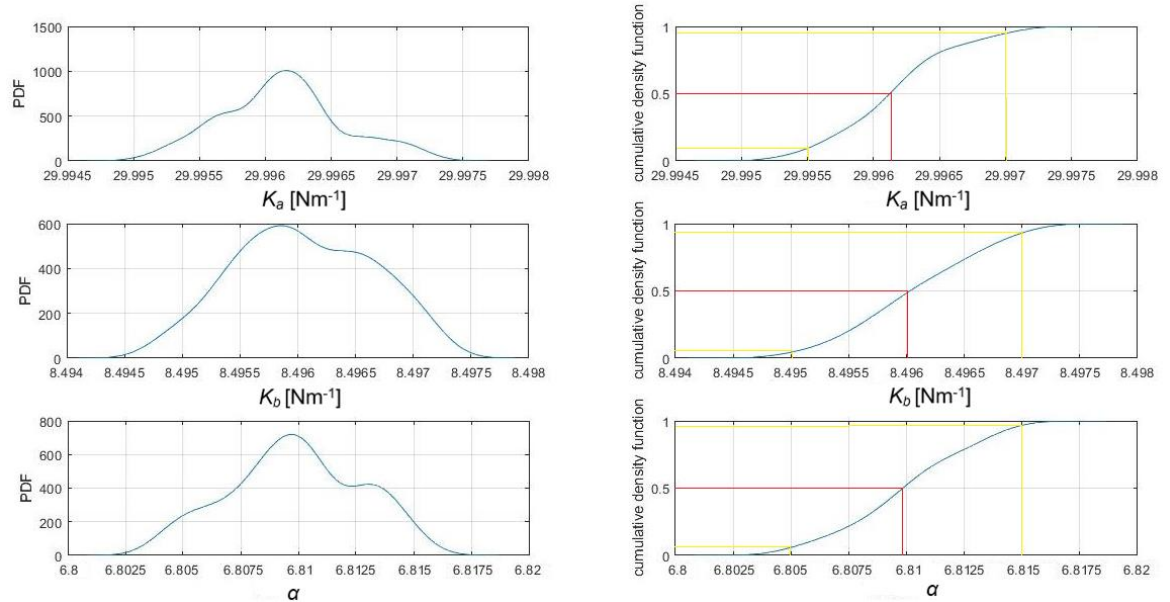 PDF
1500
1000
500
0
29.9945 29.995 29.9955 29.996 29.9965 29.997 29.9975 29.998
Kₐ [Nm⁻¹]
cumulative density function
1
0.5
0
29.9945 29.995 29.9955 29.996 29.9965 29.997 29.9975 29.998
Kₐ [Nm⁻¹]
PDF
600
400
200
0
8.494 8.4945 8.495 8.4955 8.496 8.4965 8.497 8.4975 8.498
K_b [Nm⁻¹]
cumulative density function
1
0.5
0
8.494 8.4945 8.495 8.4955 8.496 8.4965 8.497 8.4975 8.498
K_b [Nm⁻¹]
PDF
800
600
400
200
0
6.8 6.8025 6.805 6.8075 6.81 6.8125 6.815 6.8175 6.82
α
cumulative density function
1
0.5
0
6.8 6.8025 6.805 6.8075 6.81 6.8125 6.815 6.8175 6.82
α